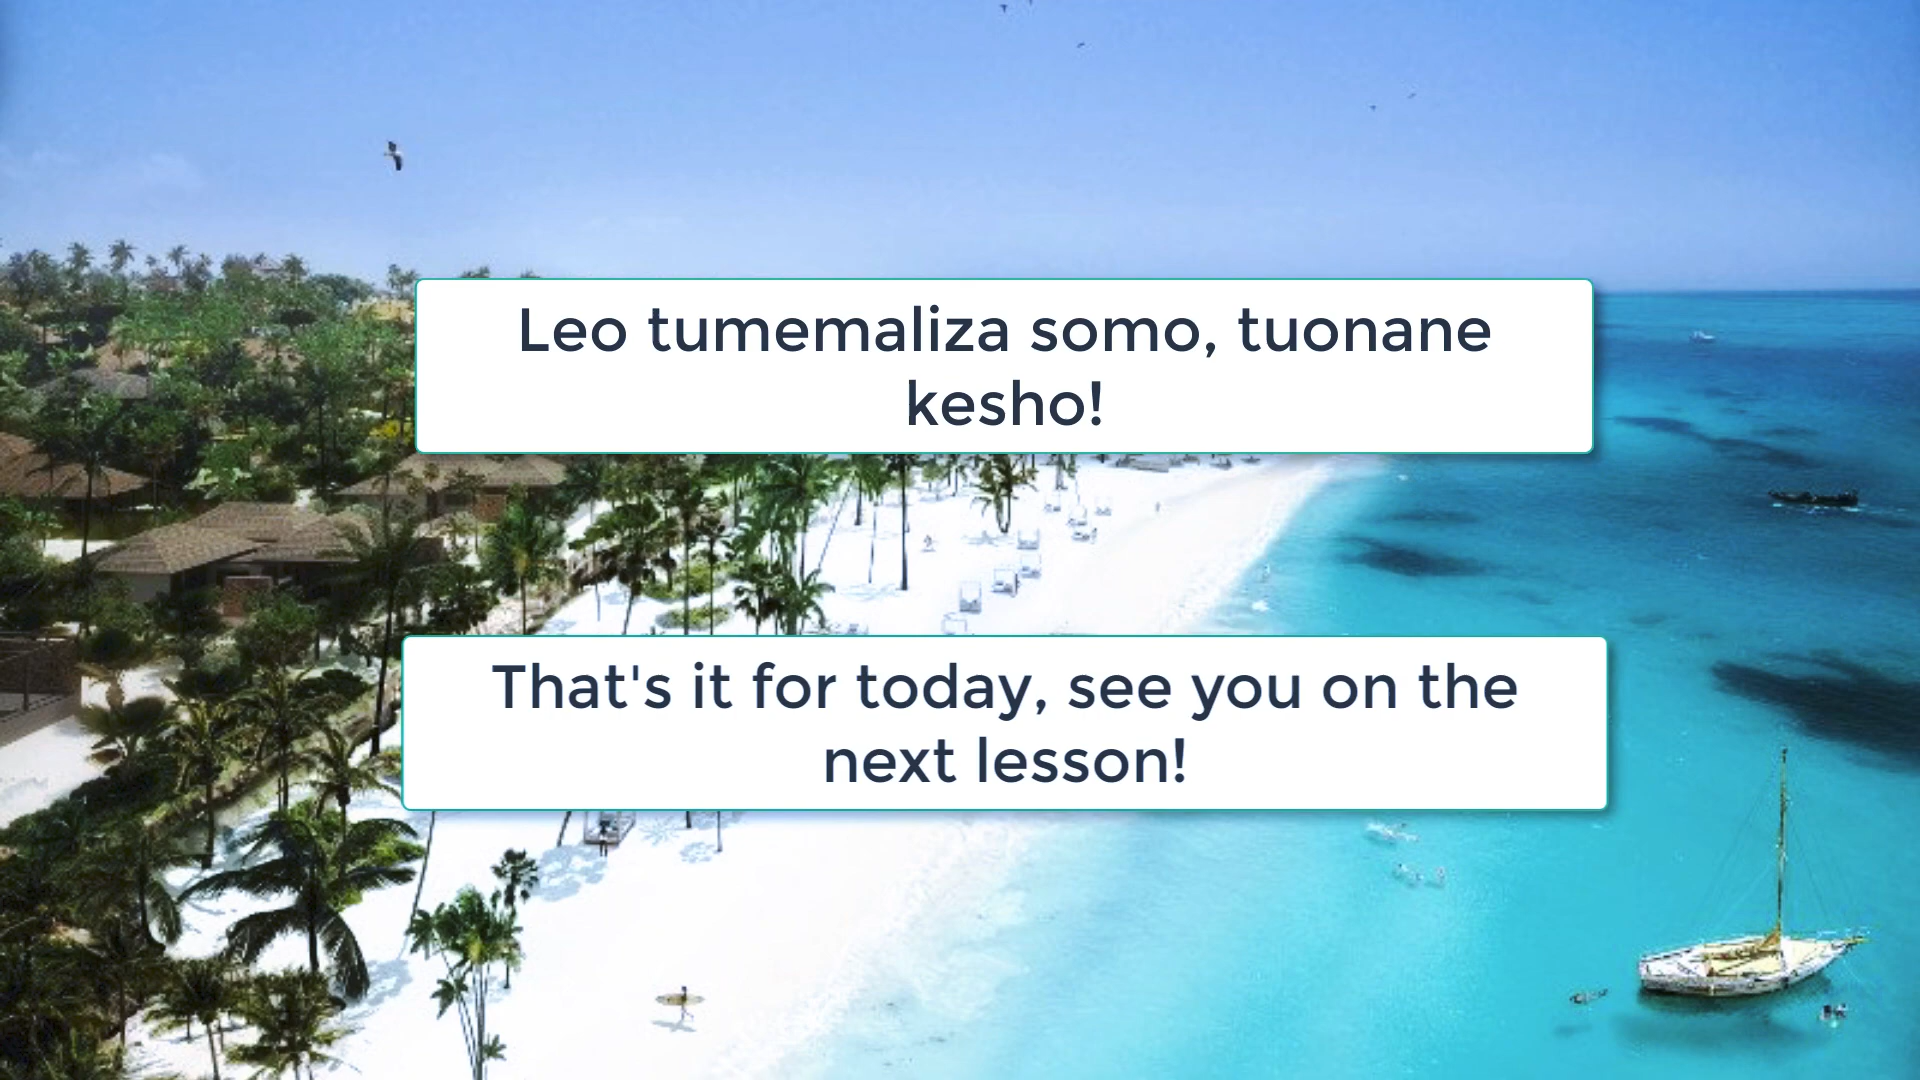 Leo tumemaliza somo, tuonane
kesho!
That's it for today, see you on the
next lesson!